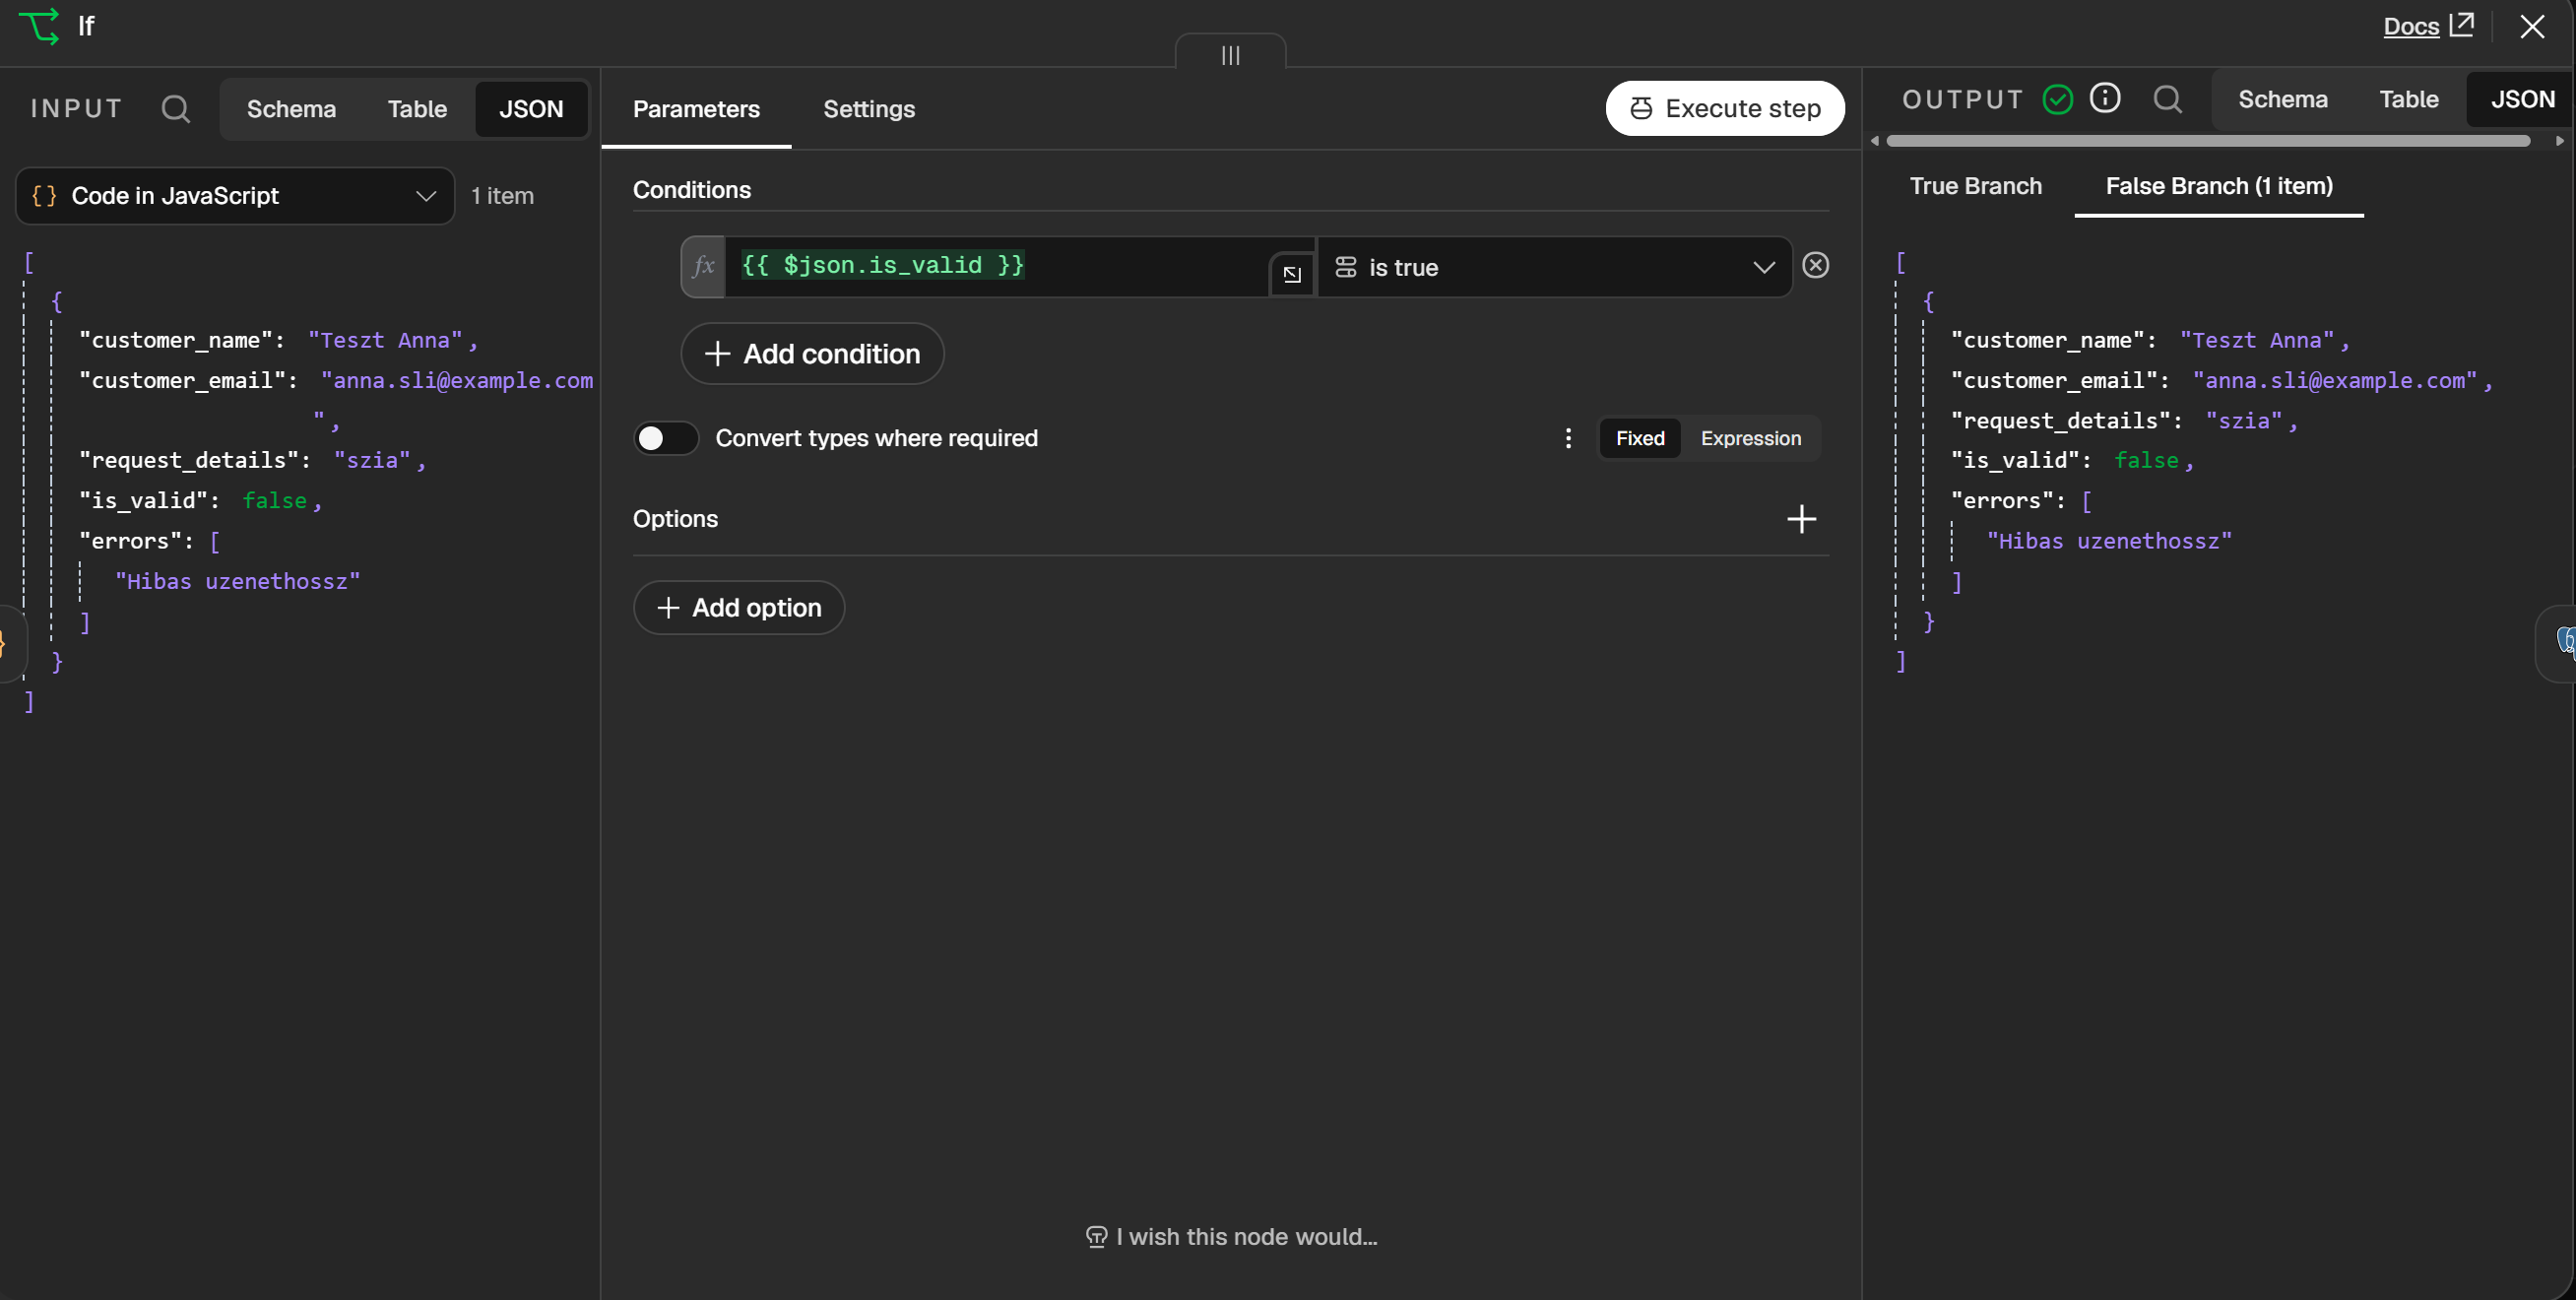 If
Docs
INPUT
Schema
Table
JSON
Code in JavaScript
1 item
[
{
"customer_name": "Teszt Anna",
"customer_email": "anna.sli@example.com
",
"request_details": "szia",
"is_valid": false,
"errors": [
"Hibas uzenethossz"
]
}
]
Parameters
Settings
Execute step
Conditions
fx
{{ $json.is_valid }}
is true
Add condition
Convert types where required
Fixed
Expression
Options
Add option
I wish this node would...
OUTPUT
Schema
Table
JSON
True Branch
False Branch (1 item)
[
{
"customer_name": "Teszt Anna",
"customer_email": "anna.sli@example.com",
"request_details": "szia",
"is_valid": false,
"errors": [
"Hibas uzenethossz"
]
}
]